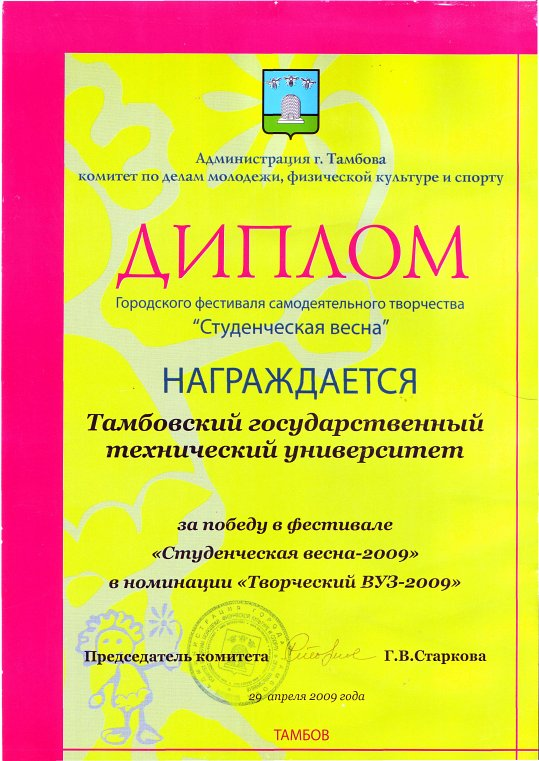 Администрация г. Тамбова
комитет по делам молодежи, физической культуре и спорту
ДИПЛОМ
Городского фестиваля самодеятельного творчества
“Студенческая весна”
НАГРАЖДАЕТСЯ
Тамбовский государственный
технический университет
за победу в фестивале
«Студенческая весна-2009»
в номинации «Творческий ВУЗ-2009»
Председатель комитета Г.В.Старкова
29 апреля 2009 года
ТАМБОВ